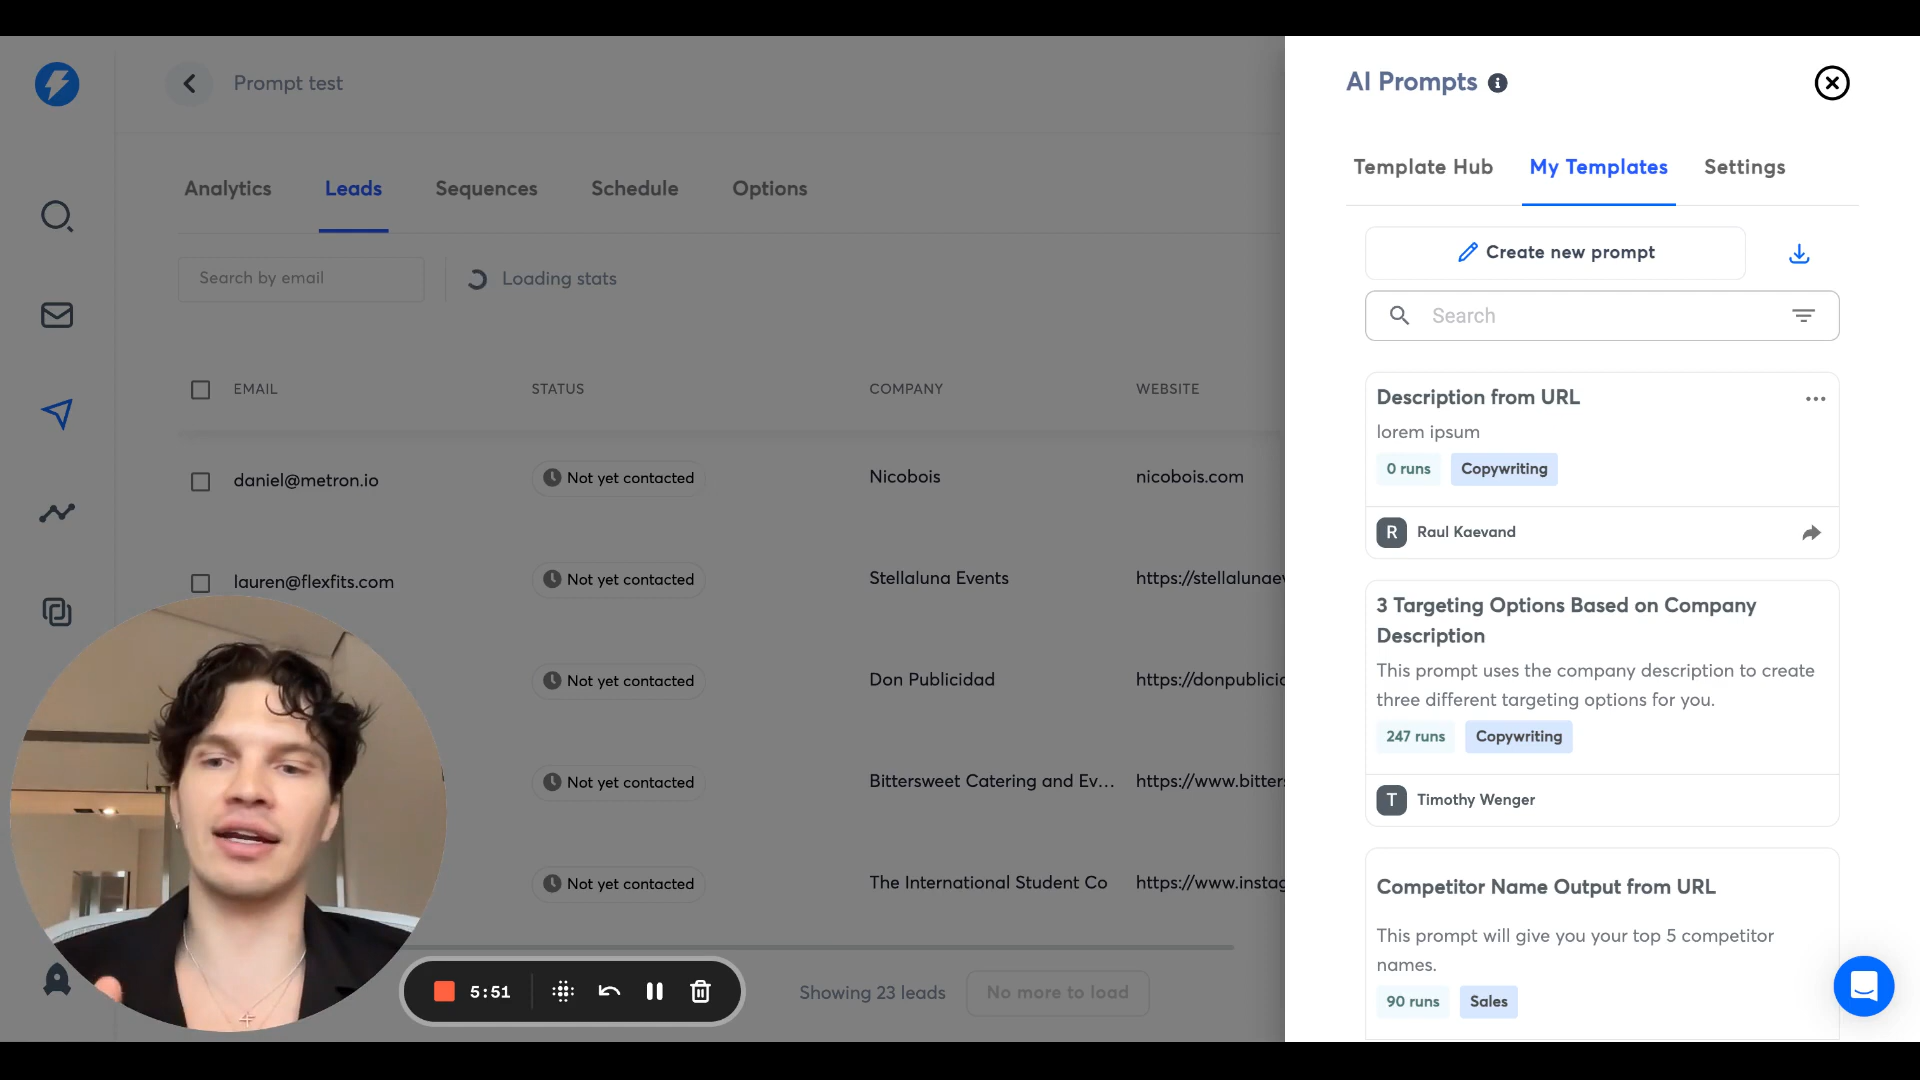 Prompt test
Analytics
Leads
Sequences
Schedule
Options
Search by email
Loading stats
EMAIL
STATUS
COMPANY
WEBSITE
daniel@metron.io
Not yet contacted
Nicobois
nicobois.com
lauren@flexfits.com
Not yet contacted
Stellaluna Events
https://stellalunaev
Not yet contacted
Don Publicidad
https://donpublicid
Not yet contacted
Bittersweet Catering and Ev...
https://www.bitters
Not yet contacted
The International Student Co
https://www.instag
5:51
Showing 23 leads
No more to load
AI Prompts
Template Hub
My Templates
Settings
Create new prompt
Search
Description from URL
lorem ipsum
0 runs
Copywriting
R
Raul Kaevand
3 Targeting Options Based on Company
Description
This prompt uses the company description to create
three different targeting options for you.
247 runs
Copywriting
T
Timothy Wenger
Competitor Name Output from URL
This prompt will give you your top 5 competitor
names.
90 runs
Sales